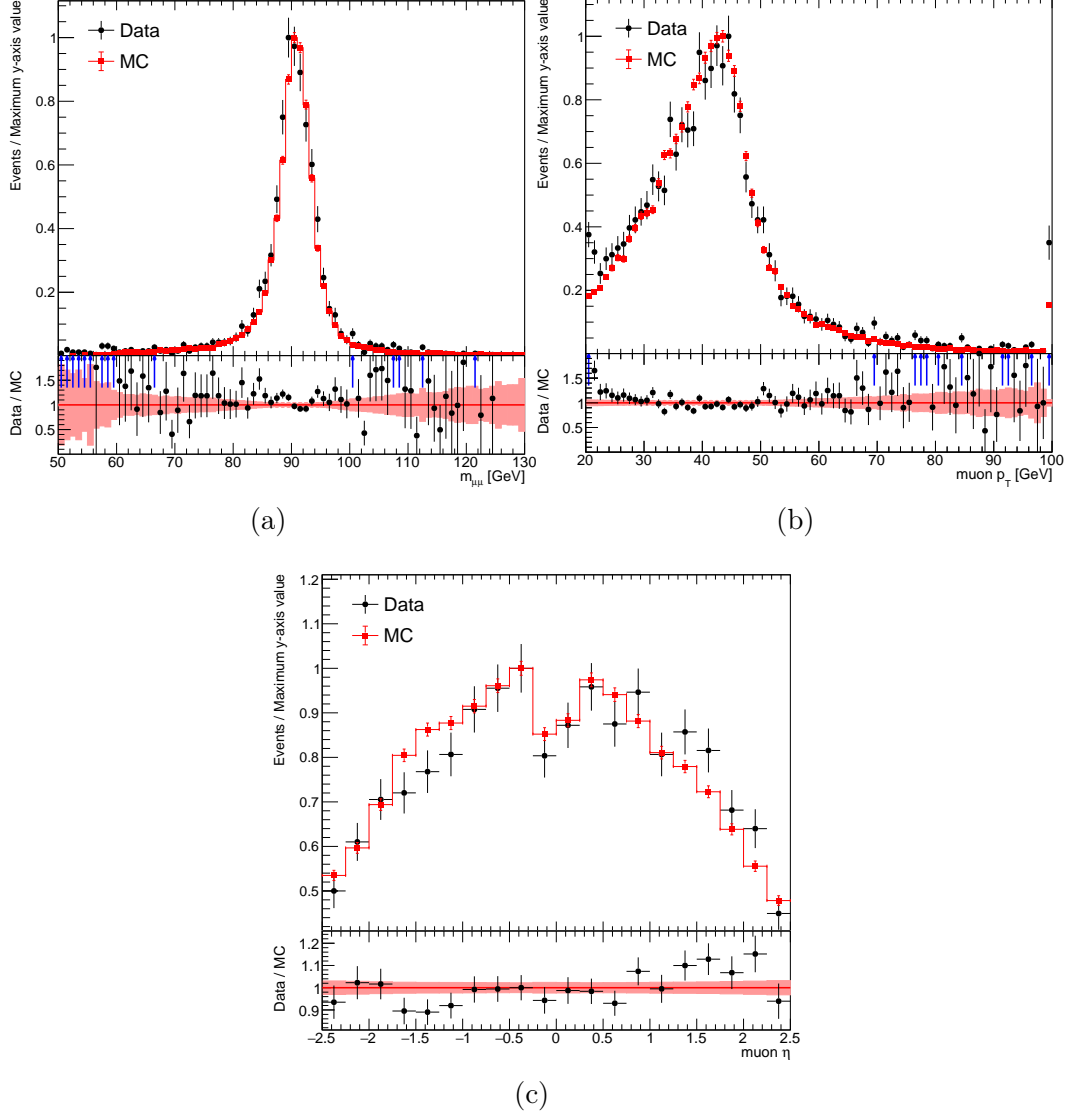 Events / Maximum y-axis value
Data
MC
1
0.8
0.6
0.4
0.2
Data / MC
1.5
1
0.5
50 60 70 80 90 100 110 120 130
mμμ [GeV]
(a)
Events / Maximum y-axis value
Data
MC
1
0.8
0.6
0.4
0.2
Data / MC
1.5
1
0.5
20 30 40 50 60 70 80 90 100
muon pT [GeV]
(b)
Events / Maximum y-axis value
Data
MC
1.2
1.1
1
0.9
0.8
0.7
0.6
0.5
Data / MC
1.2
1.1
1
0.9
−2.5 −2 −1.5 −1 −0.5 0 0.5 1 1.5 2 2.5
muon η
(c)